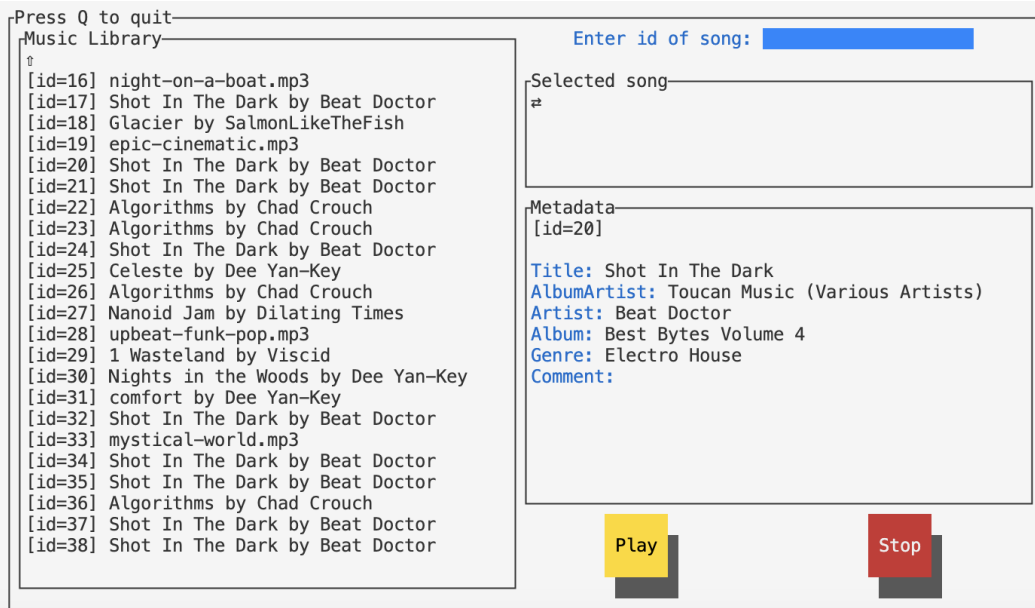 Press Q to quit
Music Library
⇧
[id=16] night-on-a-boat.mp3
[id=17] Shot In The Dark by Beat Doctor
[id=18] Glacier by SalmonLikeTheFish
[id=19] epic-cinematic.mp3
[id=20] Shot In The Dark by Beat Doctor
[id=21] Shot In The Dark by Beat Doctor
[id=22] Algorithms by Chad Crouch
[id=23] Algorithms by Chad Crouch
[id=24] Shot In The Dark by Beat Doctor
[id=25] Celeste by Dee Yan-Key
[id=26] Algorithms by Chad Crouch
[id=27] Nanoid Jam by Dilating Times
[id=28] upbeat-funk-pop.mp3
[id=29] 1 Wasteland by Viscid
[id=30] Nights in the Woods by Dee Yan-Key
[id=31] comfort by Dee Yan-Key
[id=32] Shot In The Dark by Beat Doctor
[id=33] mystical-world.mp3
[id=34] Shot In The Dark by Beat Doctor
[id=35] Shot In The Dark by Beat Doctor
[id=36] Algorithms by Chad Crouch
[id=37] Shot In The Dark by Beat Doctor
[id=38] Shot In The Dark by Beat Doctor
Enter id of song:
Selected song
⇄
Metadata
[id=20]
Title: Shot In The Dark
AlbumArtist: Toucan Music (Various Artists)
Artist: Beat Doctor
Album: Best Bytes Volume 4
Genre: Electro House
Comment:
Play
Stop